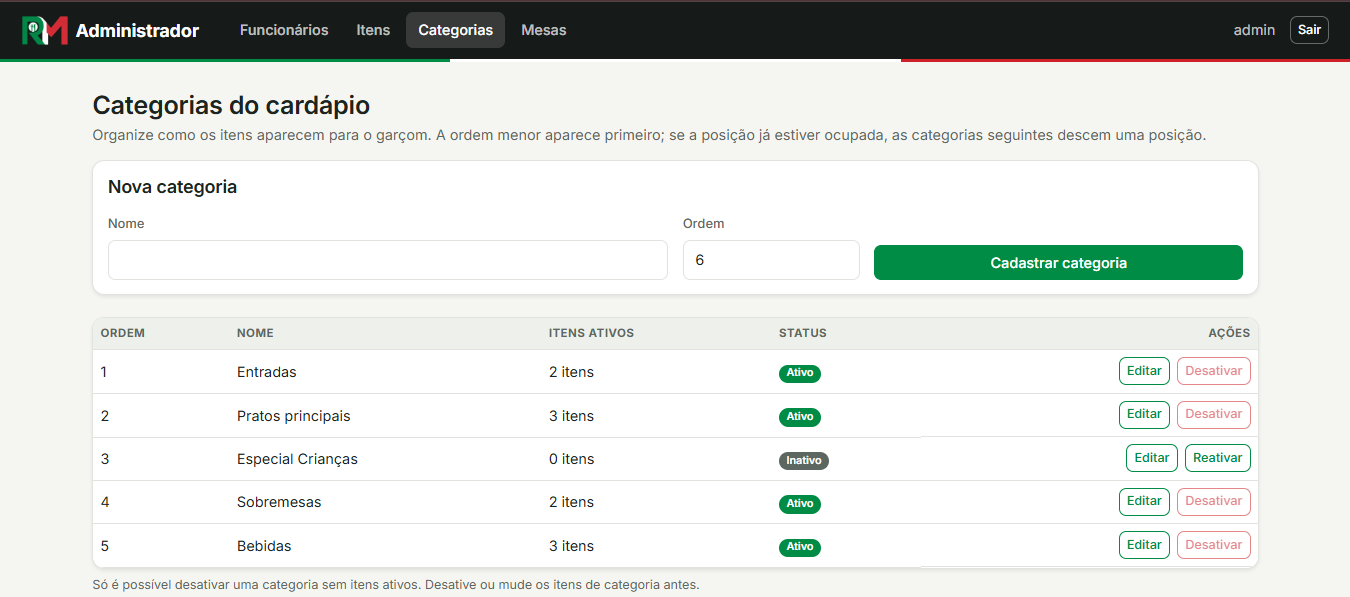 RM Administrador Funcionários Itens Categorias Mesas admin Sair
Categorias do cardápio
Organize como os itens aparecem para o garçom. A ordem menor aparece primeiro; se a posição já estiver ocupada, as categorias seguintes descem uma posição.
Nova categoria
Nome Ordem
6 Cadastrar categoria
ORDEM NOME ITENS ATIVOS STATUS AÇÕES
1 Entradas 2 itens Ativo Editar Desativar
2 Pratos principais 3 itens Ativo Editar Desativar
3 Especial Crianças 0 itens Inativo Editar Reativar
4 Sobremesas 2 itens Ativo Editar Desativar
5 Bebidas 3 itens Ativo Editar Desativar
Só é possível desativar uma categoria sem itens ativos. Desative ou mude os itens de categoria antes.